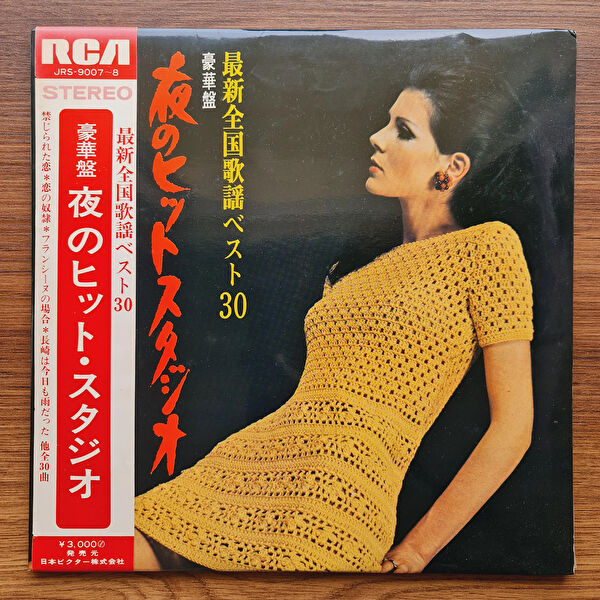 RCA
JRS-9007〜8
STEREO
最新全国歌謡ベスト30
豪華盤
夜のヒット・スタジオ
禁じられた恋＊恋の奴隷＊フランシーヌの場合＊長崎は今日も雨だった 他全30曲
￥3,000
発売元
日本ビクター株式会社
最新全国歌謡ベスト30
豪華盤
夜のヒットスタジオ